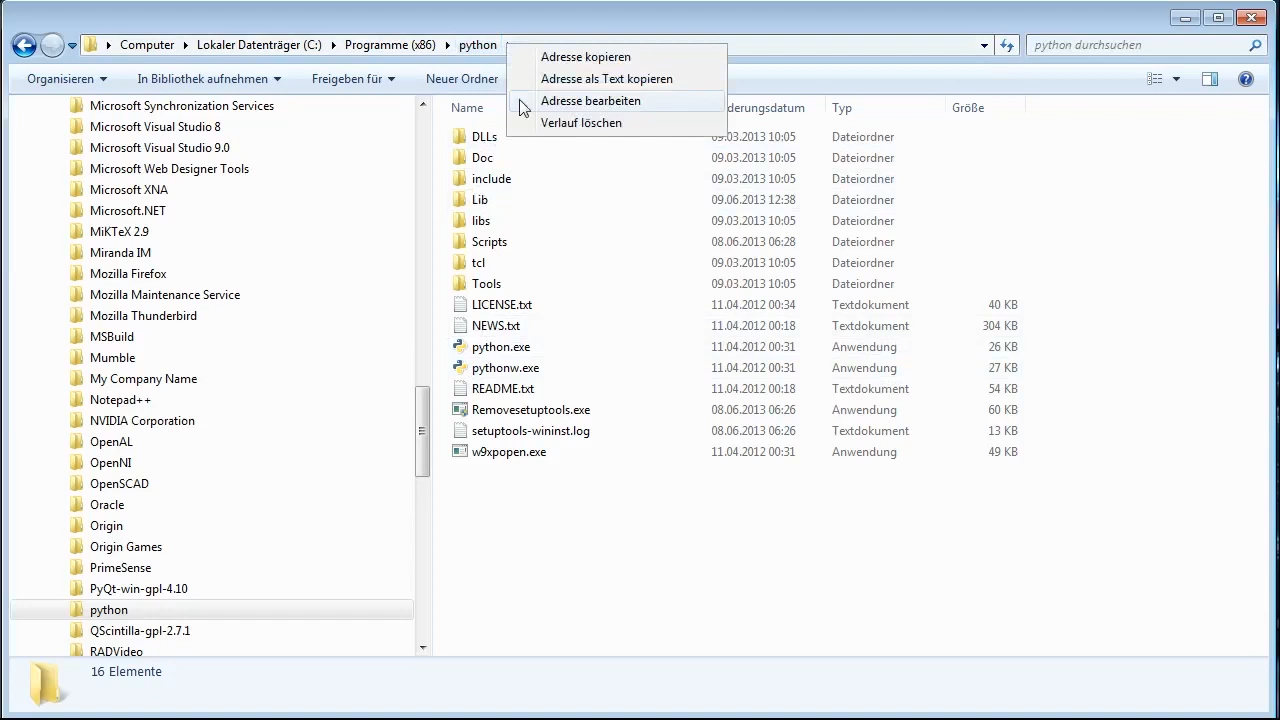 Computer Lokaler Datenträger (C:) Programme (x86) python
python durchsuchen
Adresse kopieren
Adresse als Text kopieren
Adresse bearbeiten
Verlauf löschen
Organisieren In Bibliothek aufnehmen Freigeben für Neuer Ordner
Microsoft Synchronization Services
Microsoft Visual Studio 8
Microsoft Visual Studio 9.0
Microsoft Web Designer Tools
Microsoft XNA
Microsoft.NET
MiKTeX 2.9
Miranda IM
Mozilla Firefox
Mozilla Maintenance Service
Mozilla Thunderbird
MSBuild
Mumble
My Company Name
Notepad++
NVIDIA Corporation
OpenAL
OpenNI
OpenSCAD
Oracle
Origin
Origin Games
PrimeSense
PyQt-win-gpl-4.10
python
QScintilla-gpl-2.7.1
RADVideo
Name derungsdatum Typ Größe
DLLs 09.03.2013 10:05 Dateiordner
Doc 09.03.2013 10:05 Dateiordner
include 09.03.2013 10:05 Dateiordner
Lib 09.06.2013 12:38 Dateiordner
libs 09.03.2013 10:05 Dateiordner
Scripts 08.06.2013 06:28 Dateiordner
tcl 09.03.2013 10:05 Dateiordner
Tools 09.03.2013 10:05 Dateiordner
LICENSE.txt 11.04.2012 00:34 Textdokument 40 KB
NEWS.txt 11.04.2012 00:18 Textdokument 304 KB
python.exe 11.04.2012 00:31 Anwendung 26 KB
pythonw.exe 11.04.2012 00:31 Anwendung 27 KB
README.txt 11.04.2012 00:18 Textdokument 54 KB
Removesetuptools.exe 08.06.2013 06:26 Anwendung 60 KB
setuptools-wininst.log 08.06.2013 06:26 Textdokument 13 KB
w9xpopen.exe 11.04.2012 00:31 Anwendung 49 KB
16 Elemente